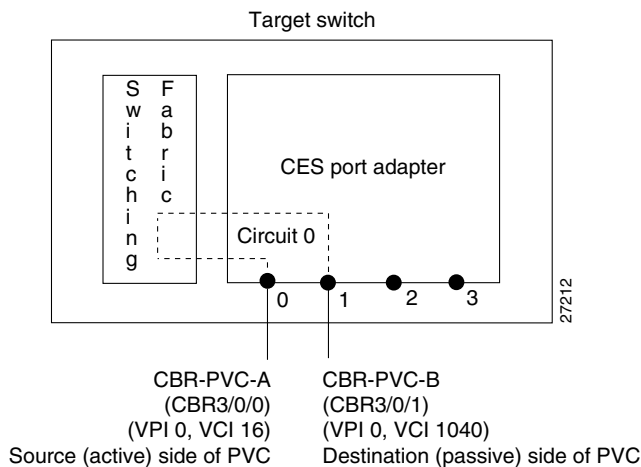 Target switch
Switching
Fabric
CES port adapter
Circuit 0
0
1
2
3
27212
CBR-PVC-A
(CBR3/0/0)
(VPI 0, VCI 16)
Source (active) side of PVC
CBR-PVC-B
(CBR3/0/1)
(VPI 0, VCI 1040)
Destination (passive) side of PVC